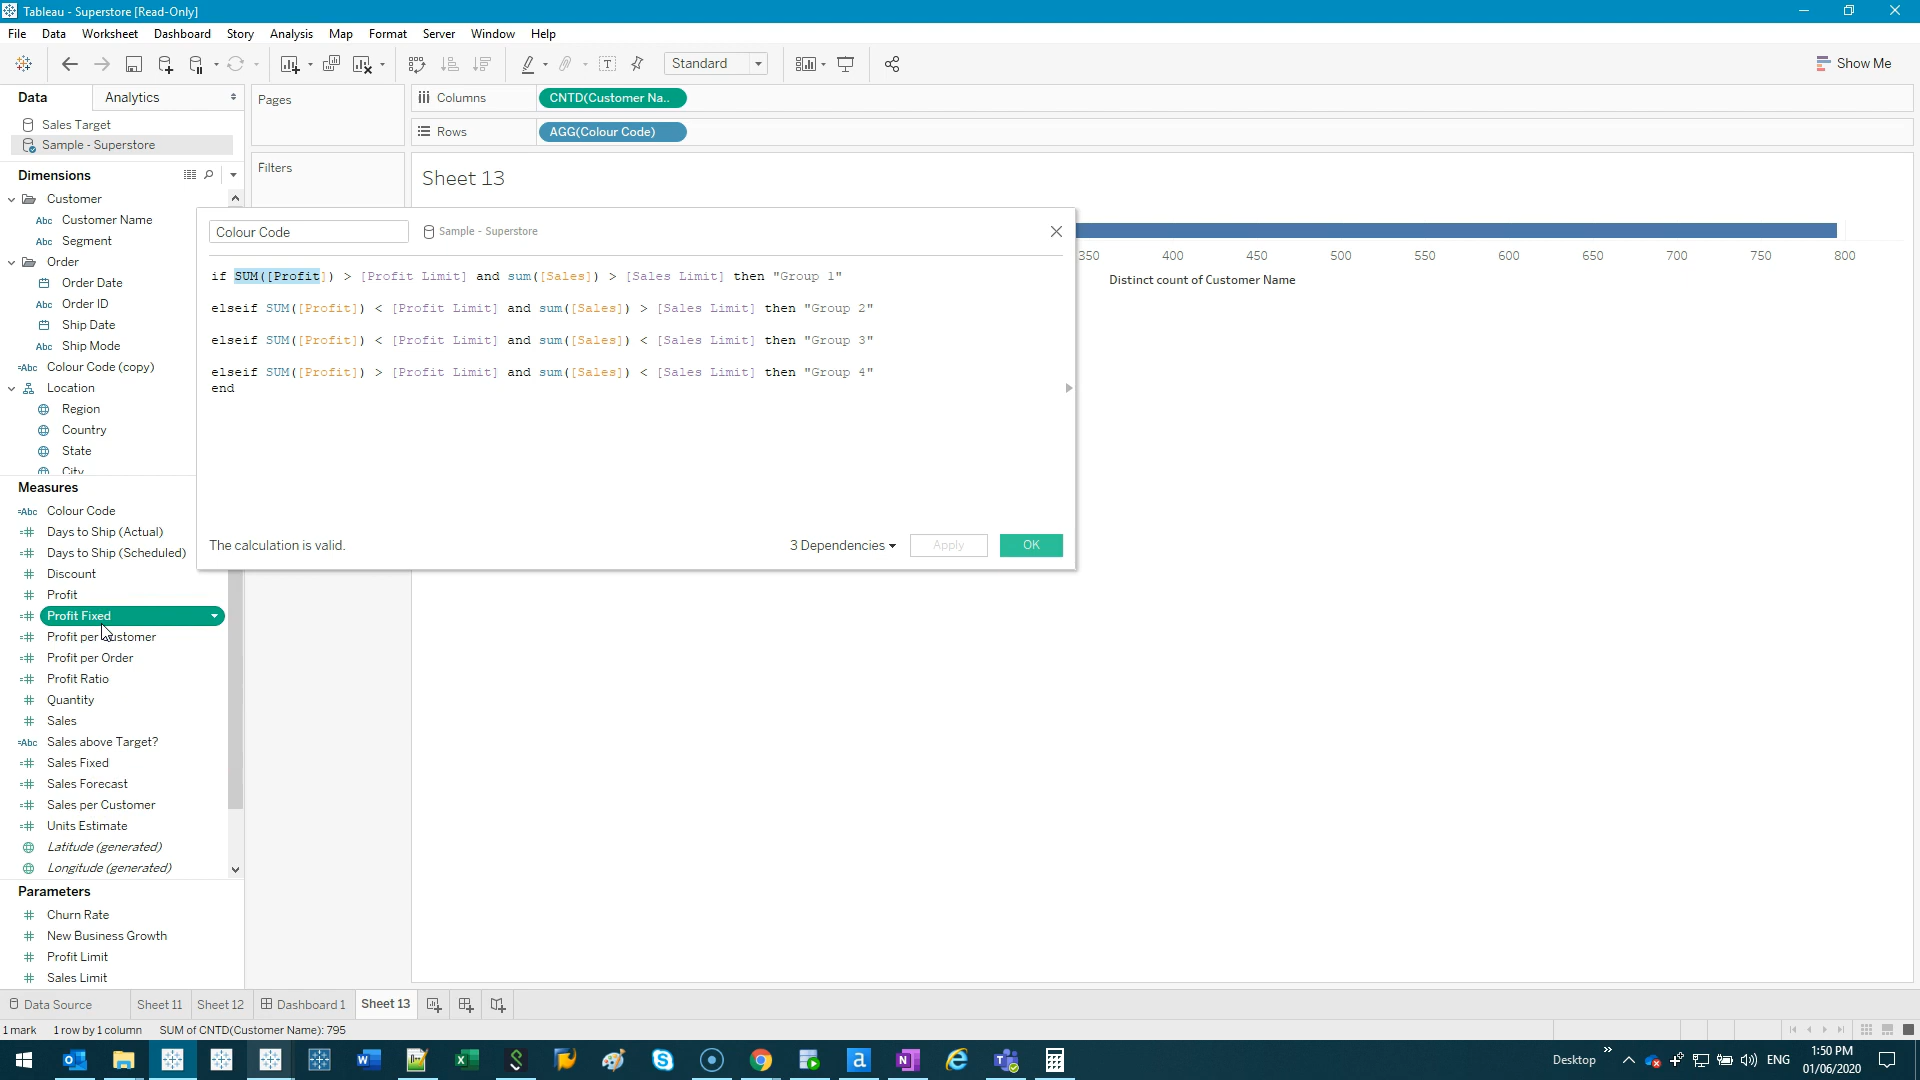 Tableau - Superstore [Read-Only]
File Data Worksheet Dashboard Story Analysis Map Format Server Window Help
Standard
Show Me
Data
Analytics
Pages
Columns
CNTD(Customer Na..
Sales Target
Sample - Superstore
Rows
AGG(Colour Code)
Dimensions
Filters
Sheet 13
Customer
Abc Customer Name
Abc Segment
Order
Order Date
Abc Order ID
Ship Date
Abc Ship Mode
=Abc Colour Code (copy)
Location
Region
Country
State
City
Colour Code
Sample - Superstore
if SUM([Profit]) > [Profit Limit] and sum([Sales]) > [Sales Limit] then "Group 1"
elseif SUM([Profit]) < [Profit Limit] and sum([Sales]) > [Sales Limit] then "Group 2"
elseif SUM([Profit]) < [Profit Limit] and sum([Sales]) < [Sales Limit] then "Group 3"
elseif SUM([Profit]) > [Profit Limit] and sum([Sales]) < [Sales Limit] then "Group 4"
end
The calculation is valid.
3 Dependencies
Apply
OK
350 400 450 500 550 600 650 700 750 800
Distinct count of Customer Name
Measures
=Abc Colour Code
=# Days to Ship (Actual)
=# Days to Ship (Scheduled)
# Discount
# Profit
=# Profit Fixed
=# Profit per Customer
=# Profit per Order
=# Profit Ratio
# Quantity
# Sales
=Abc Sales above Target?
=# Sales Fixed
=# Sales Forecast
=# Sales per Customer
=# Units Estimate
Latitude (generated)
Longitude (generated)
Parameters
# Churn Rate
# New Business Growth
# Profit Limit
# Sales Limit
Data Source
Sheet 11
Sheet 12
Dashboard 1
Sheet 13
1 mark 1 row by 1 column SUM of CNTD(Customer Name): 795
Desktop
ENG
1:50 PM
01/06/2020